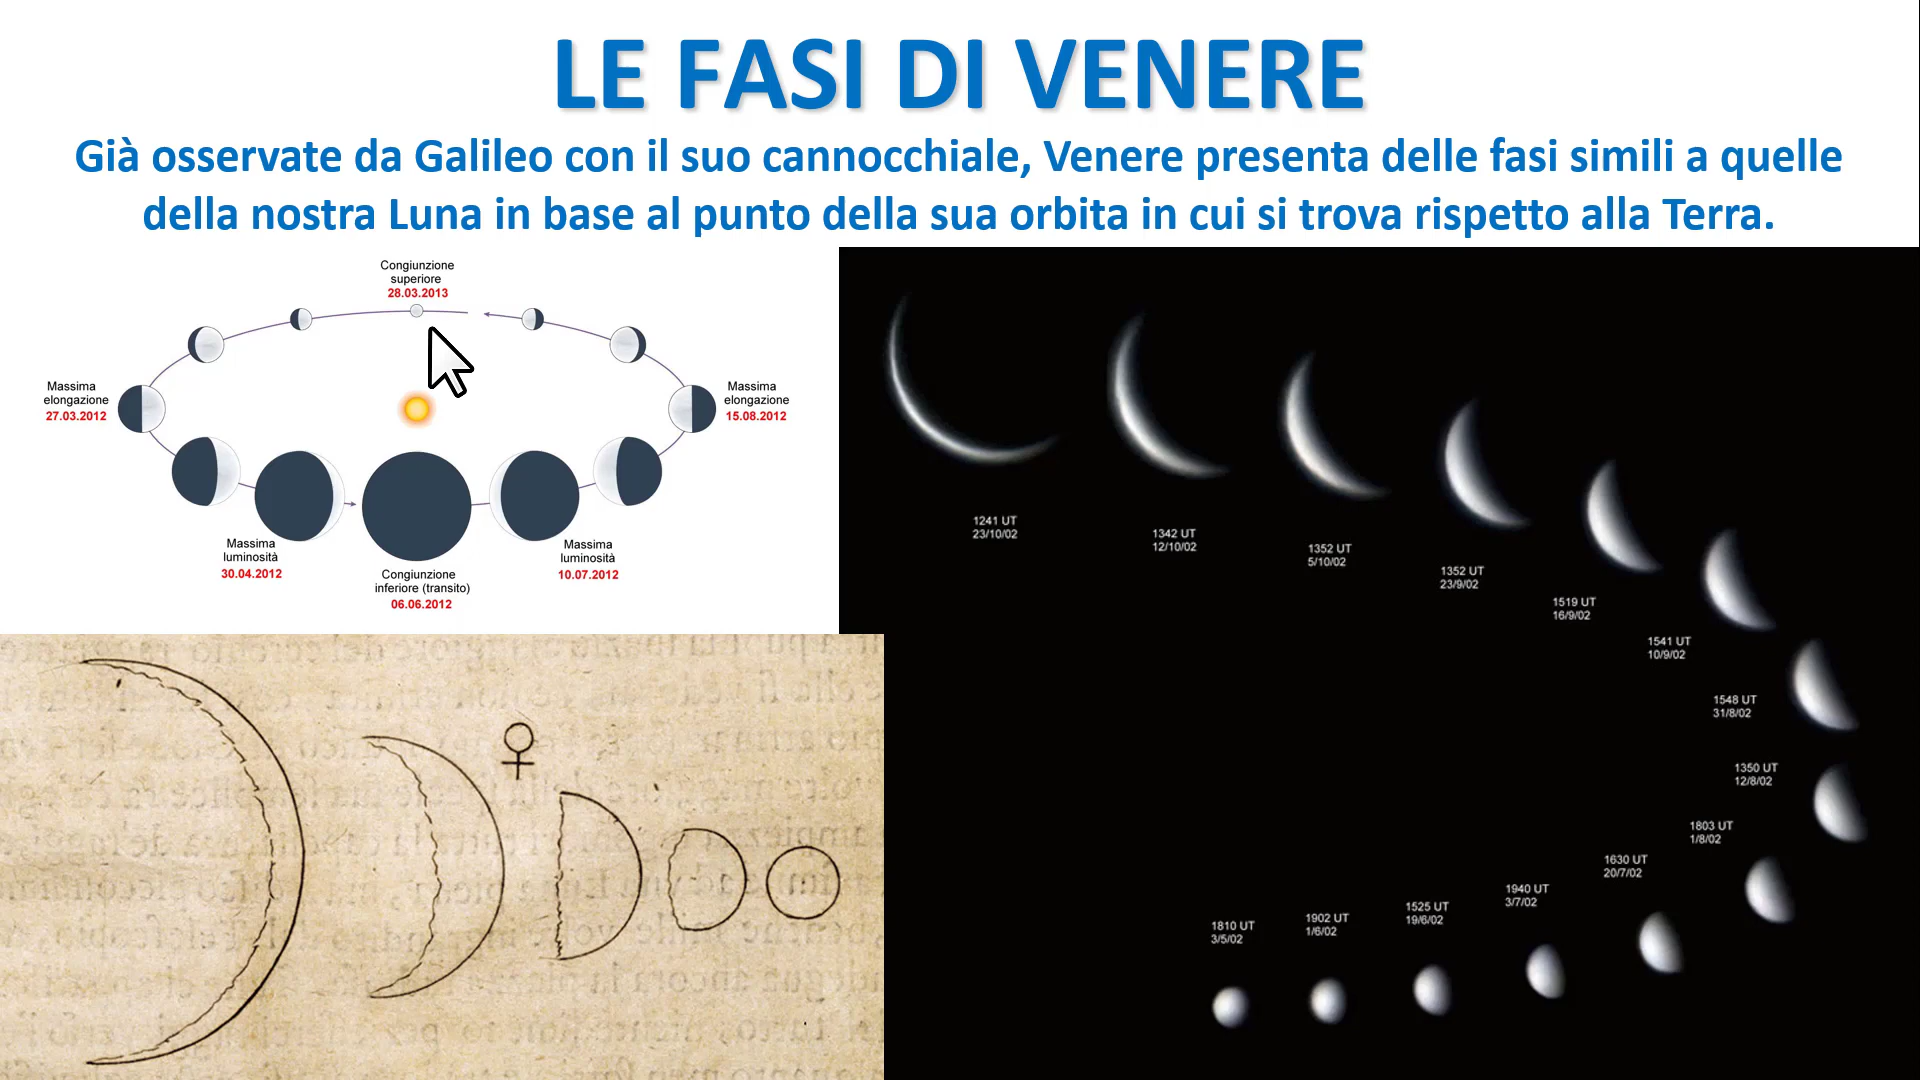 LE FASI DI VENERE
Già osservate da Galileo con il suo cannocchiale, Venere presenta delle fasi simili a quelle
della nostra Luna in base al punto della sua orbita in cui si trova rispetto alla Terra.
Congiunzione
superiore
28.03.2013
Massima
elongazione
27.03.2012
Massima
elongazione
15.08.2012
Massima
luminosità
30.04.2012
Congiunzione
inferiore (transito)
06.06.2012
Massima
luminosità
10.07.2012
1241 UT
23/10/02
1342 UT
12/10/02
1352 UT
5/10/02
1352 UT
23/9/02
1519 UT
16/9/02
1541 UT
10/9/02
1548 UT
31/8/02
1350 UT
12/8/02
1803 UT
1/8/02
1630 UT
20/7/02
1940 UT
3/7/02
1525 UT
19/6/02
1902 UT
1/6/02
1810 UT
3/5/02
♀